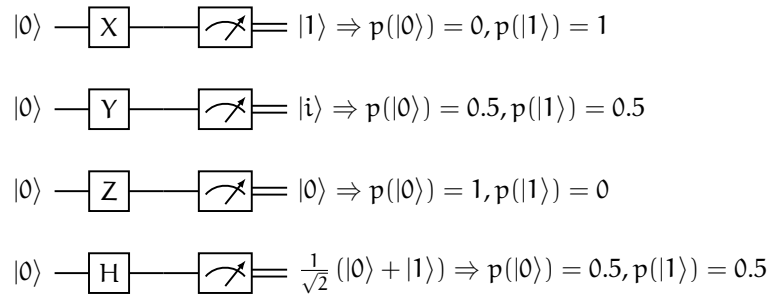 |0⟩ X |1⟩ ⇒ p(|0⟩) = 0, p(|1⟩) = 1
|0⟩ Y |i⟩ ⇒ p(|0⟩) = 0.5, p(|1⟩) = 0.5
|0⟩ Z |0⟩ ⇒ p(|0⟩) = 1, p(|1⟩) = 0
|0⟩ H 1/√2 (|0⟩ + |1⟩) ⇒ p(|0⟩) = 0.5, p(|1⟩) = 0.5